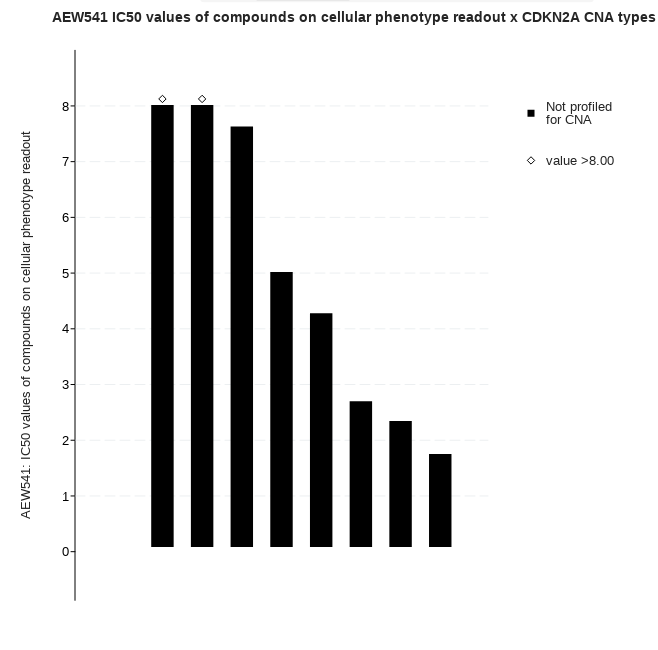 AEW541 IC50 values of compounds on cellular phenotype readout x CDKN2A CNA types
AEW541: IC50 values of compounds on cellular phenotype readout
8
7
6
5
4
3
2
1
0
Not profiled
for CNA
value >8.00